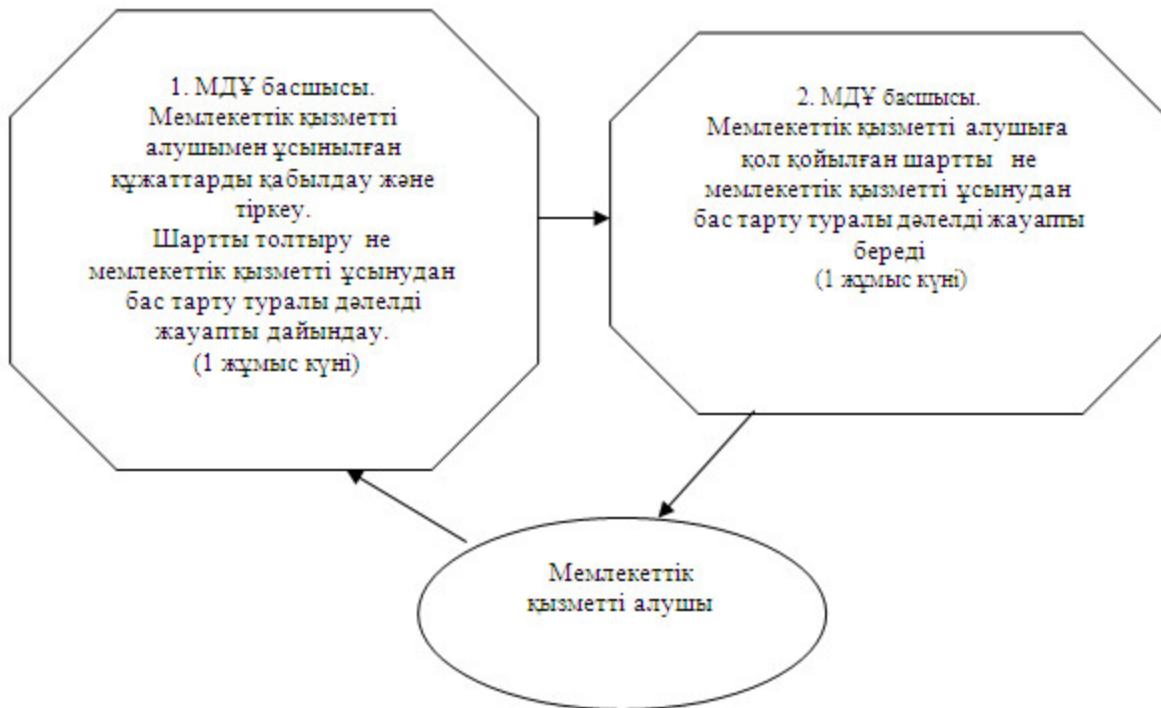 1. МДҰ басшысы.
Мемлекеттік қызметті
алушымен ұсынылған
құжаттарды қабылдау және
тіркеу.
Шартты толтыру не
мемлекеттік қызметті ұсынудан
бас тарту туралы дәлелді
жауапты дайындау.
(1 жұмыс күні)
2. МДҰ басшысы.
Мемлекеттік қызметті алушыға
қол қойылған шартты не
мемлекеттік қызметті ұсынудан
бас тарту туралы дәлелді жауапты
береді
(1 жұмыс күні)
Мемлекеттік
қызметті алушы